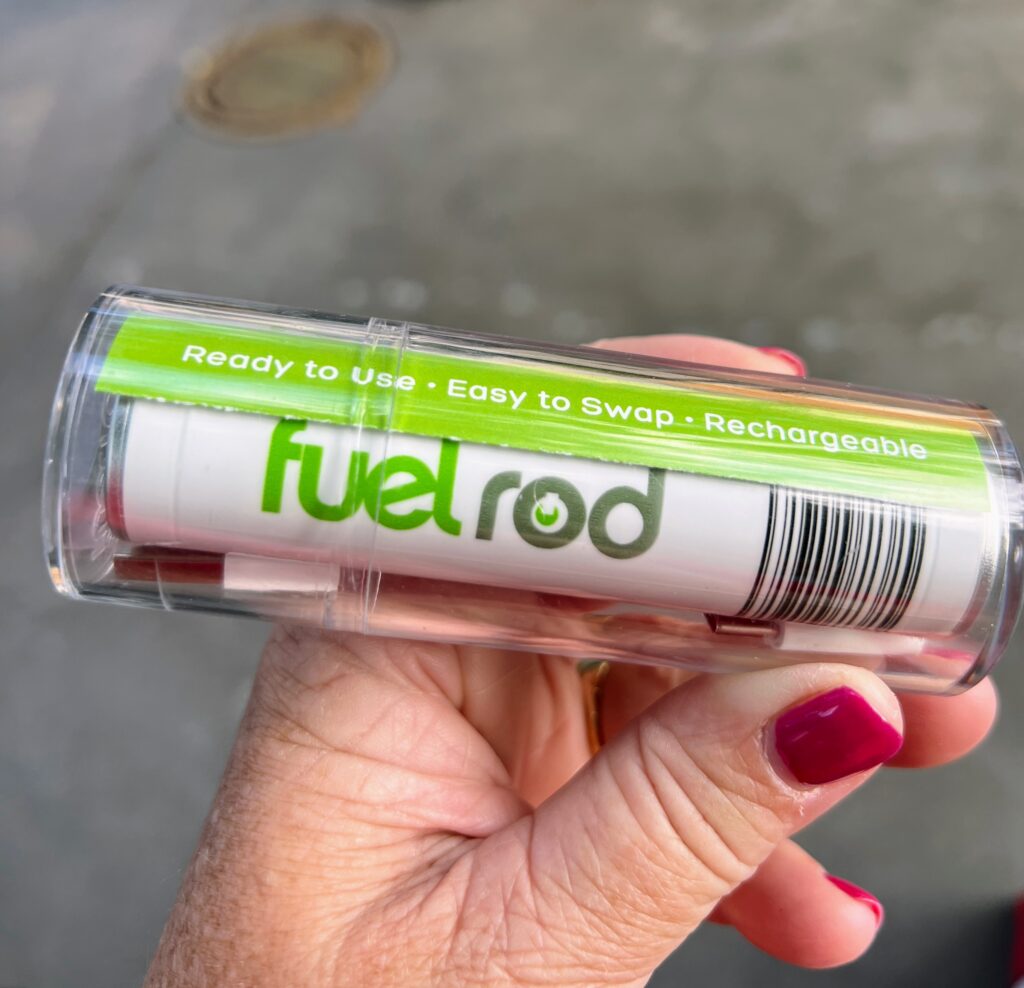 Ready to Use • Easy to Swap • Rechargeable
fuel rod